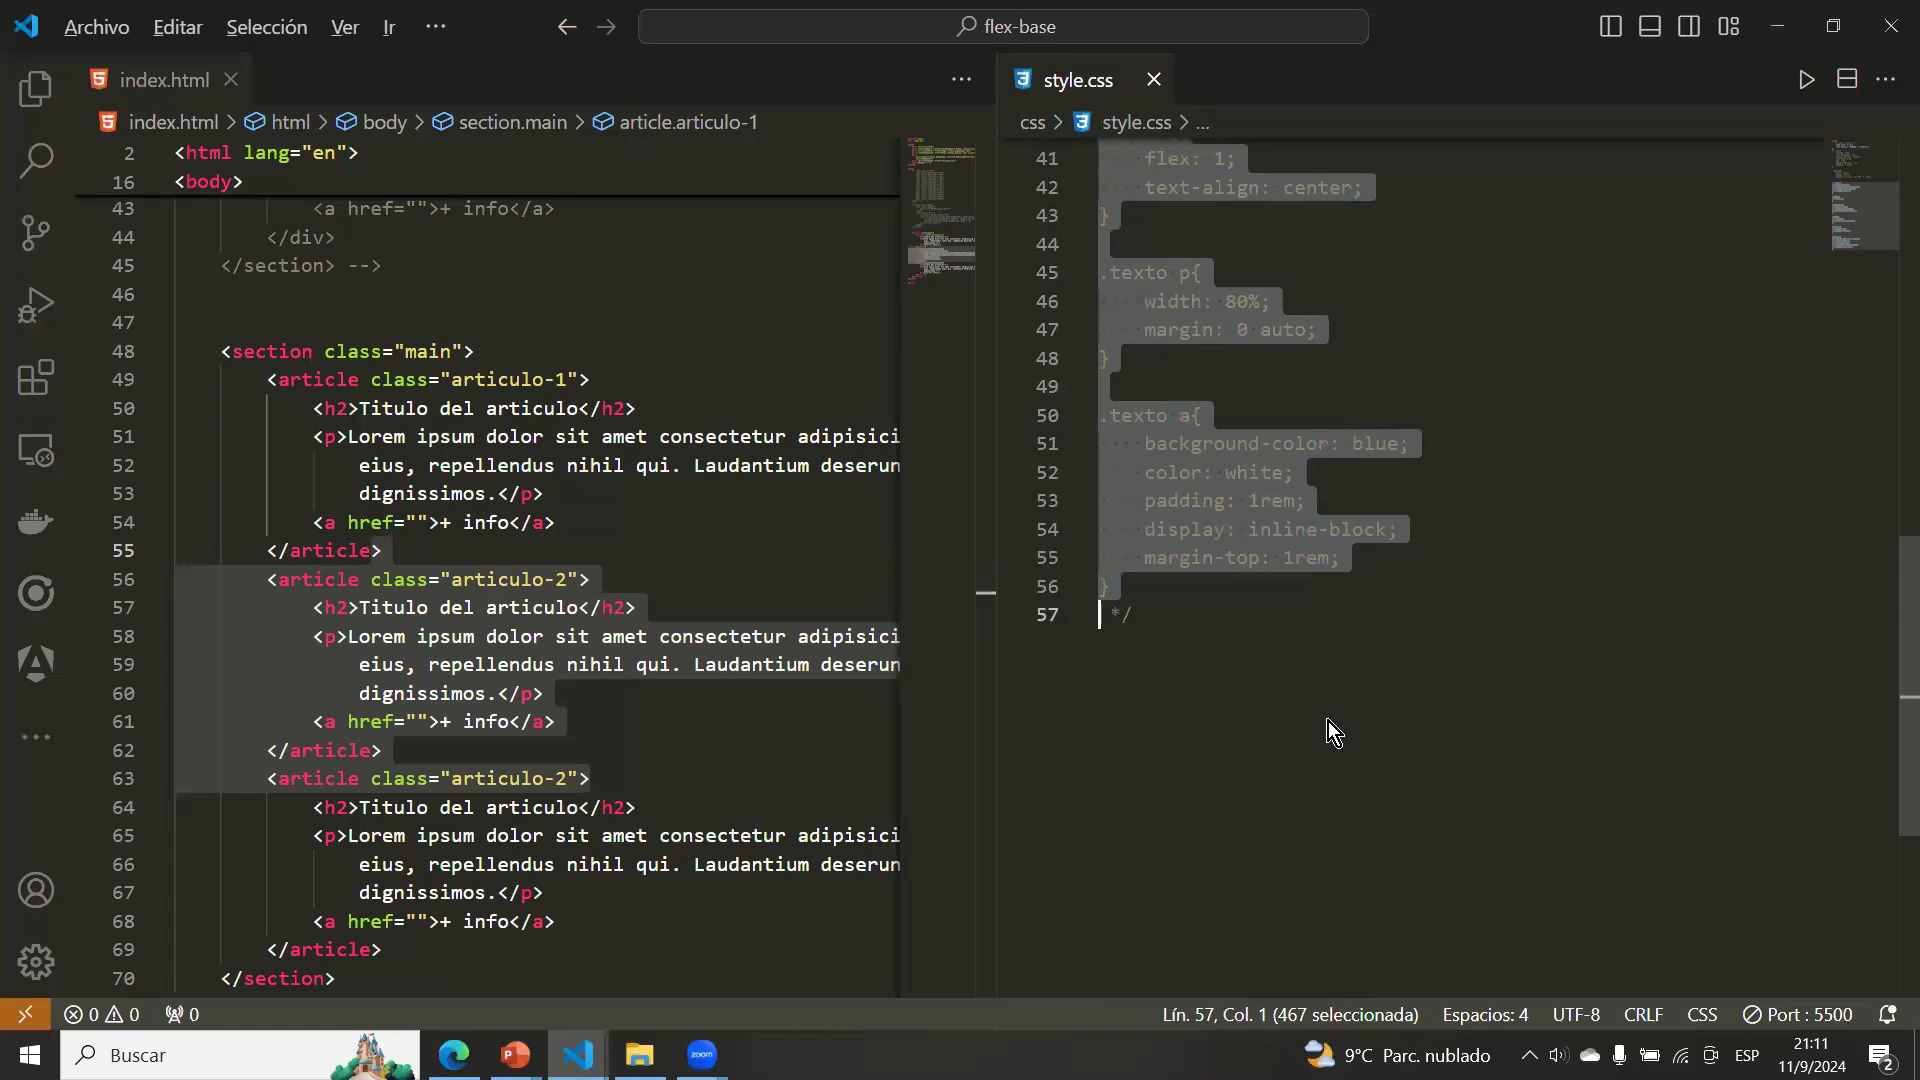 Archivo Editar Selección Ver Ir ··· flex-base
index.html
index.html > html > body > section.main > article.articulo-1
2 <html lang="en">
16 <body>
43 <a href="">+ info</a>
44 </div>
45 </section> -->
46
47
48 <section class="main">
49 <article class="articulo-1">
50 <h2>Titulo del articulo</h2>
51 <p>Lorem ipsum dolor sit amet consectetur adipisici
52 eius, repellendus nihil qui. Laudantium deserun
53 dignissimos.</p>
54 <a href="">+ info</a>
55 </article>
56 <article class="articulo-2">
57 <h2>Titulo del articulo</h2>
58 <p>Lorem ipsum dolor sit amet consectetur adipisici
59 eius, repellendus nihil qui. Laudantium deserun
60 dignissimos.</p>
61 <a href="">+ info</a>
62 </article>
63 <article class="articulo-2">
64 <h2>Titulo del articulo</h2>
65 <p>Lorem ipsum dolor sit amet consectetur adipisici
66 eius, repellendus nihil qui. Laudantium deserun
67 dignissimos.</p>
68 <a href="">+ info</a>
69 </article>
70 </section>
style.css
css > style.css > ...
41 flex: 1;
42 text-align: center;
43 }
44
45 .texto p{
46 width: 80%;
47 margin: 0 auto;
48 }
49
50 .texto a{
51 background-color: blue;
52 color: white;
53 padding: 1rem;
54 display: inline-block;
55 margin-top: 1rem;
56 }
57 */
0 0 0 Lín. 57, Col. 1 (467 seleccionada) Espacios: 4 UTF-8 CRLF CSS Port : 5500
Buscar zoom 9°C Parc. nublado ESP 21:11
11/9/2024 2